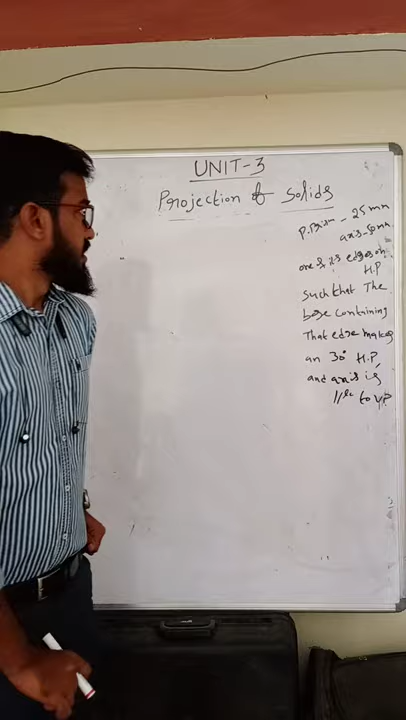 UNIT-3
Projection of Solids
P.Prism - 25mm
axis 50mm
one of its edges on
H.P
such that The
base containing
That edge makes
an 30° H.P,
and axis is
//el to VP